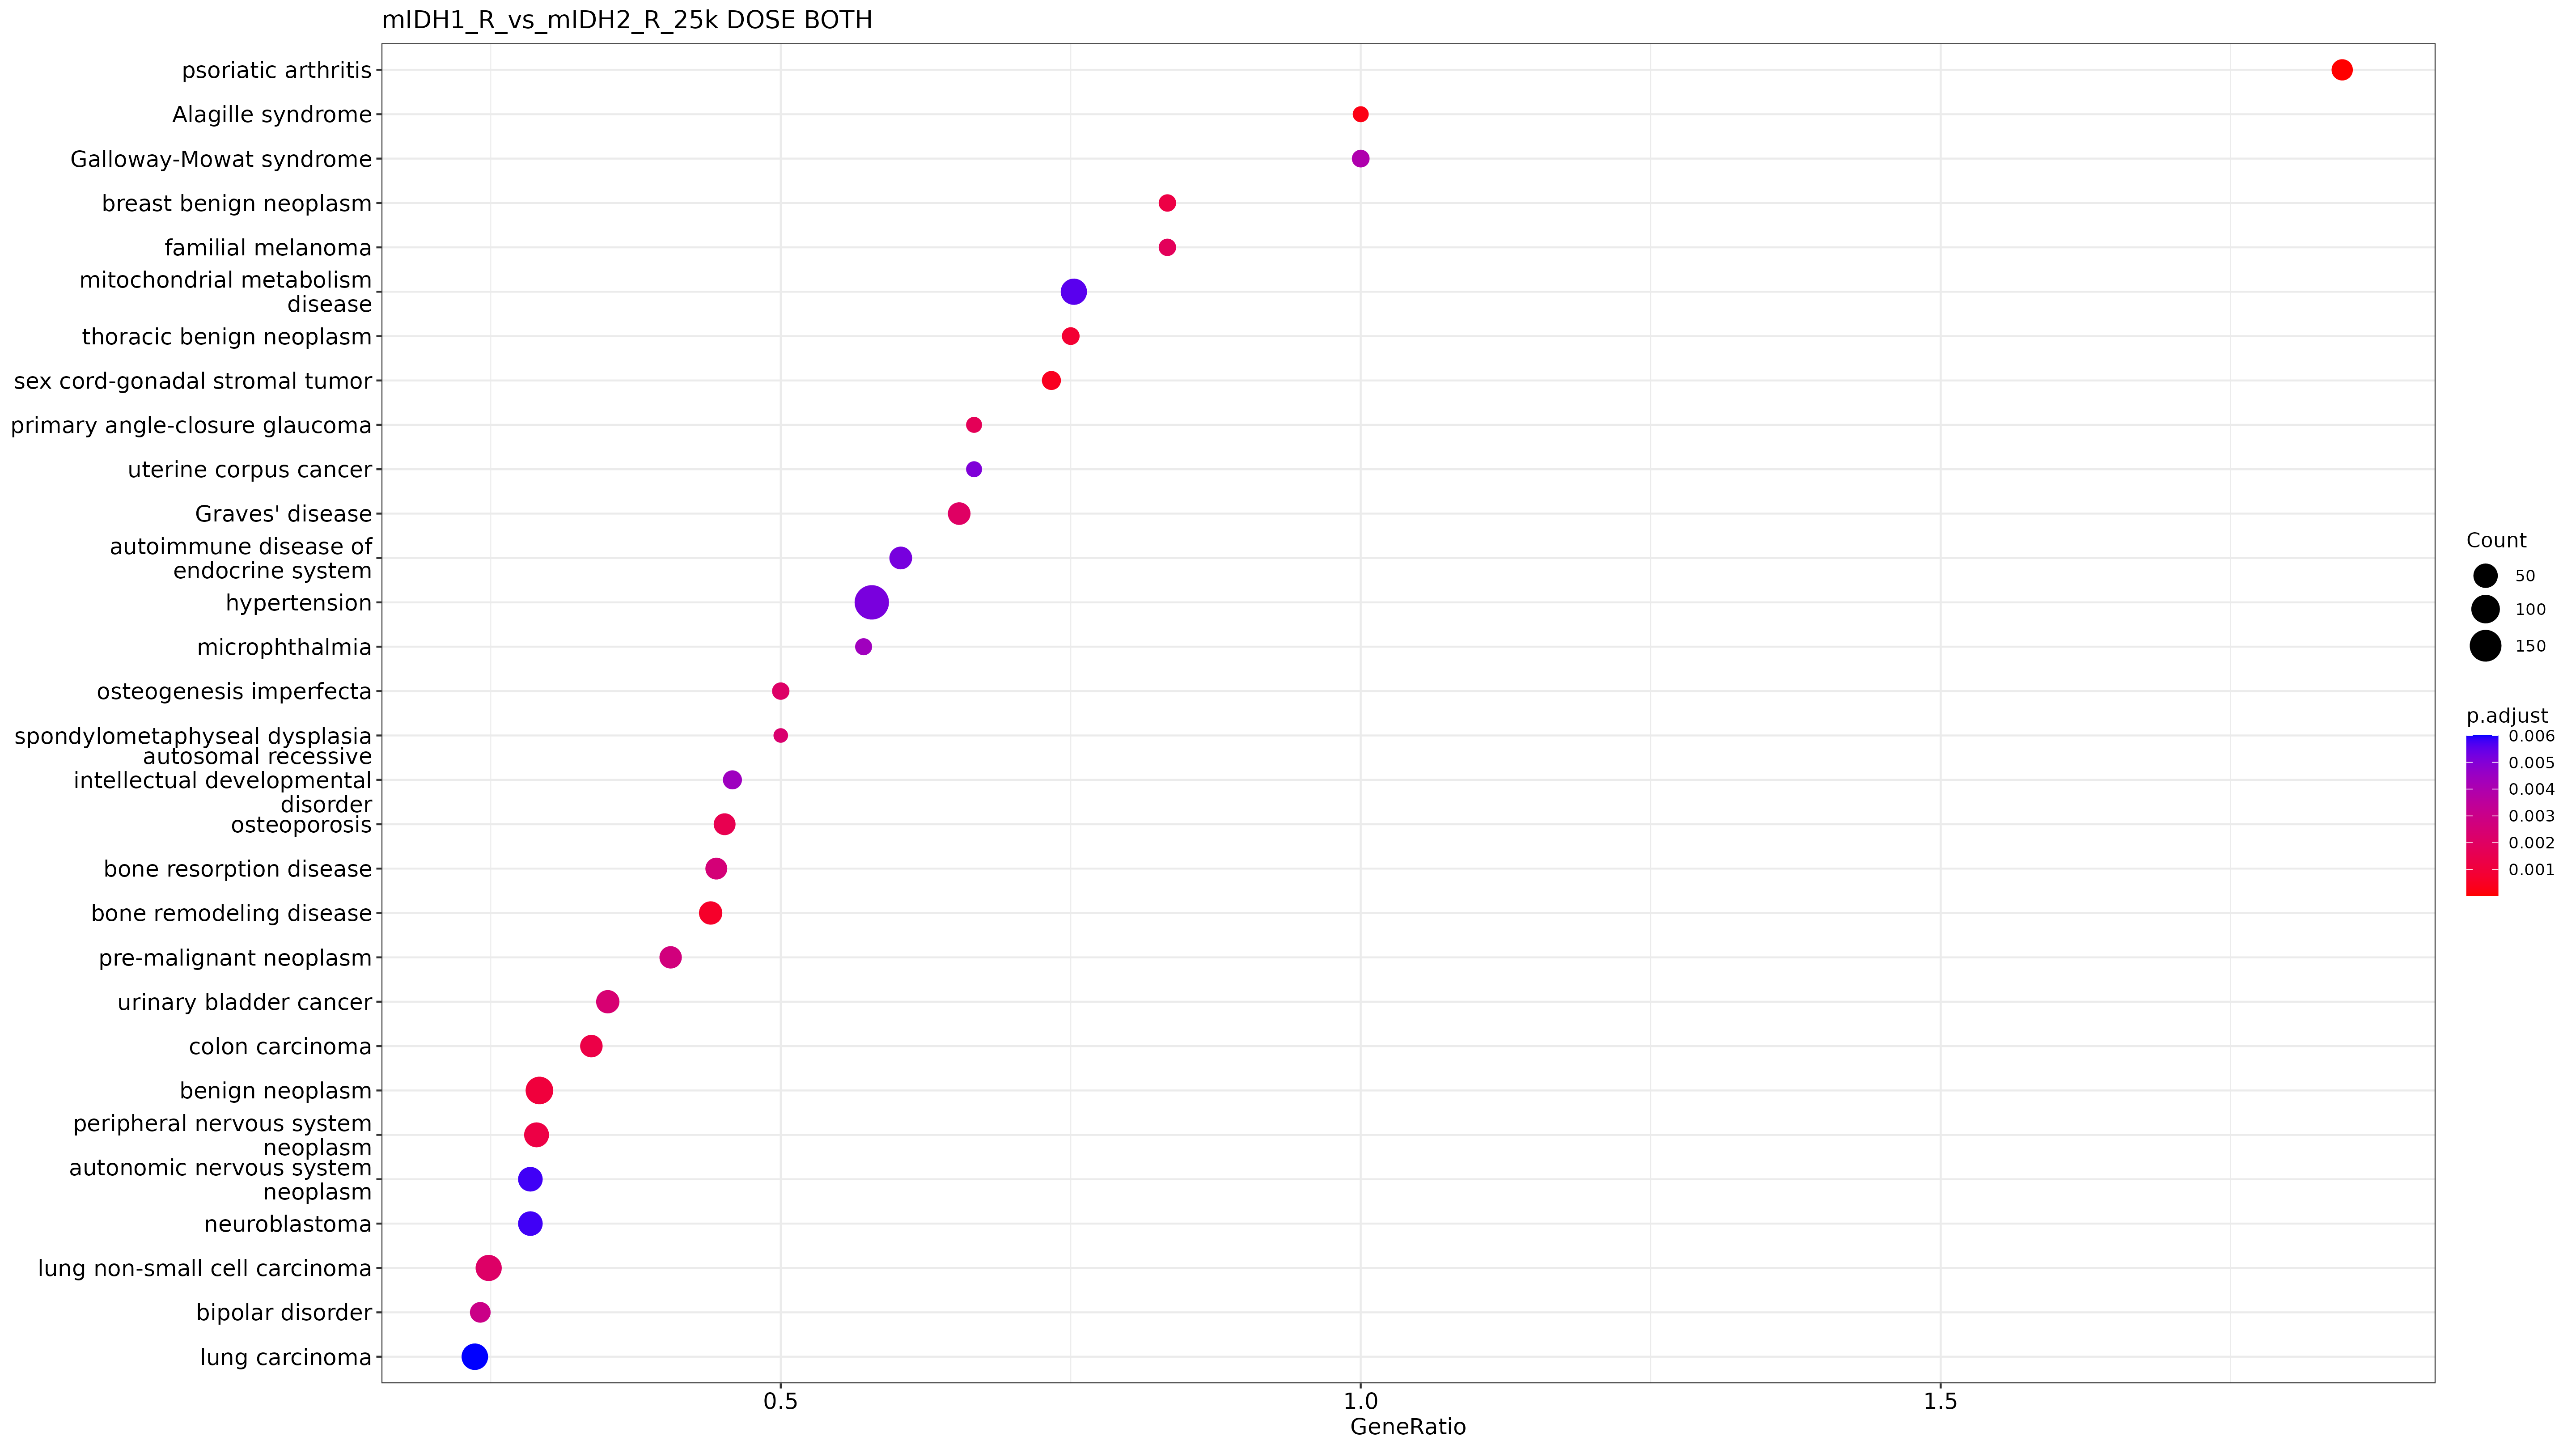 mIDH1_R_vs_mIDH2_R_25k DOSE BOTH
psoriatic arthritis
Alagille syndrome
Galloway-Mowat syndrome
breast benign neoplasm
familial melanoma
mitochondrial metabolism
disease
thoracic benign neoplasm
sex cord-gonadal stromal tumor
primary angle-closure glaucoma
uterine corpus cancer
Graves' disease
autoimmune disease of
endocrine system
hypertension
microphthalmia
osteogenesis imperfecta
spondylometaphyseal dysplasia
autosomal recessive
intellectual developmental
disorder
osteoporosis
bone resorption disease
bone remodeling disease
pre-malignant neoplasm
urinary bladder cancer
colon carcinoma
benign neoplasm
peripheral nervous system
neoplasm
autonomic nervous system
neoplasm
neuroblastoma
lung non-small cell carcinoma
bipolar disorder
lung carcinoma
0.5 1.0 1.5
GeneRatio
Count
50
100
150
p.adjust
0.006
0.005
0.004
0.003
0.002
0.001